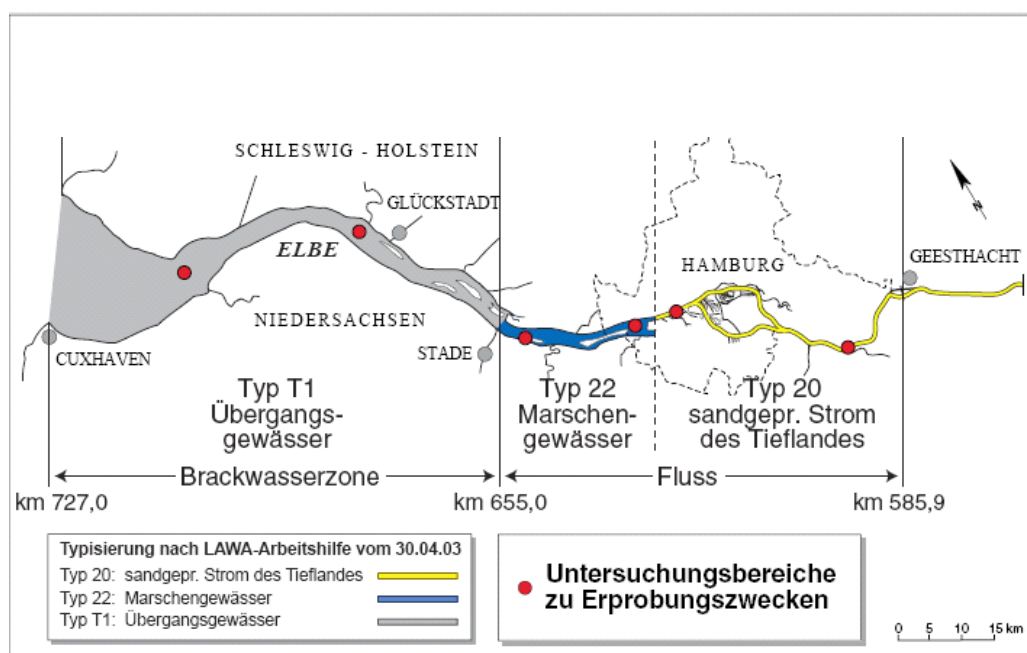 SCHLESWIG - HOLSTEIN
GLÜCKSTADT
ELBE
HAMBURG
GEESTHACHT
N
NIEDERSACHSEN
STADE
CUXHAVEN
Typ T1
Übergangs-
gewässer
Typ 22
Marschen-
gewässer
Typ 20
sandgepr. Strom
des Tieflandes
Brackwasserzone
Fluss
km 727,0
km 655,0
km 585,9
Typisierung nach LAWA-Arbeitshilfe vom 30.04.03
Typ 20: sandgepr. Strom des Tieflandes
Typ 22: Marschengewässer
Typ T1: Übergangsgewässer
Untersuchungsbereiche
zu Erprobungszwecken
0 5 10 15 km